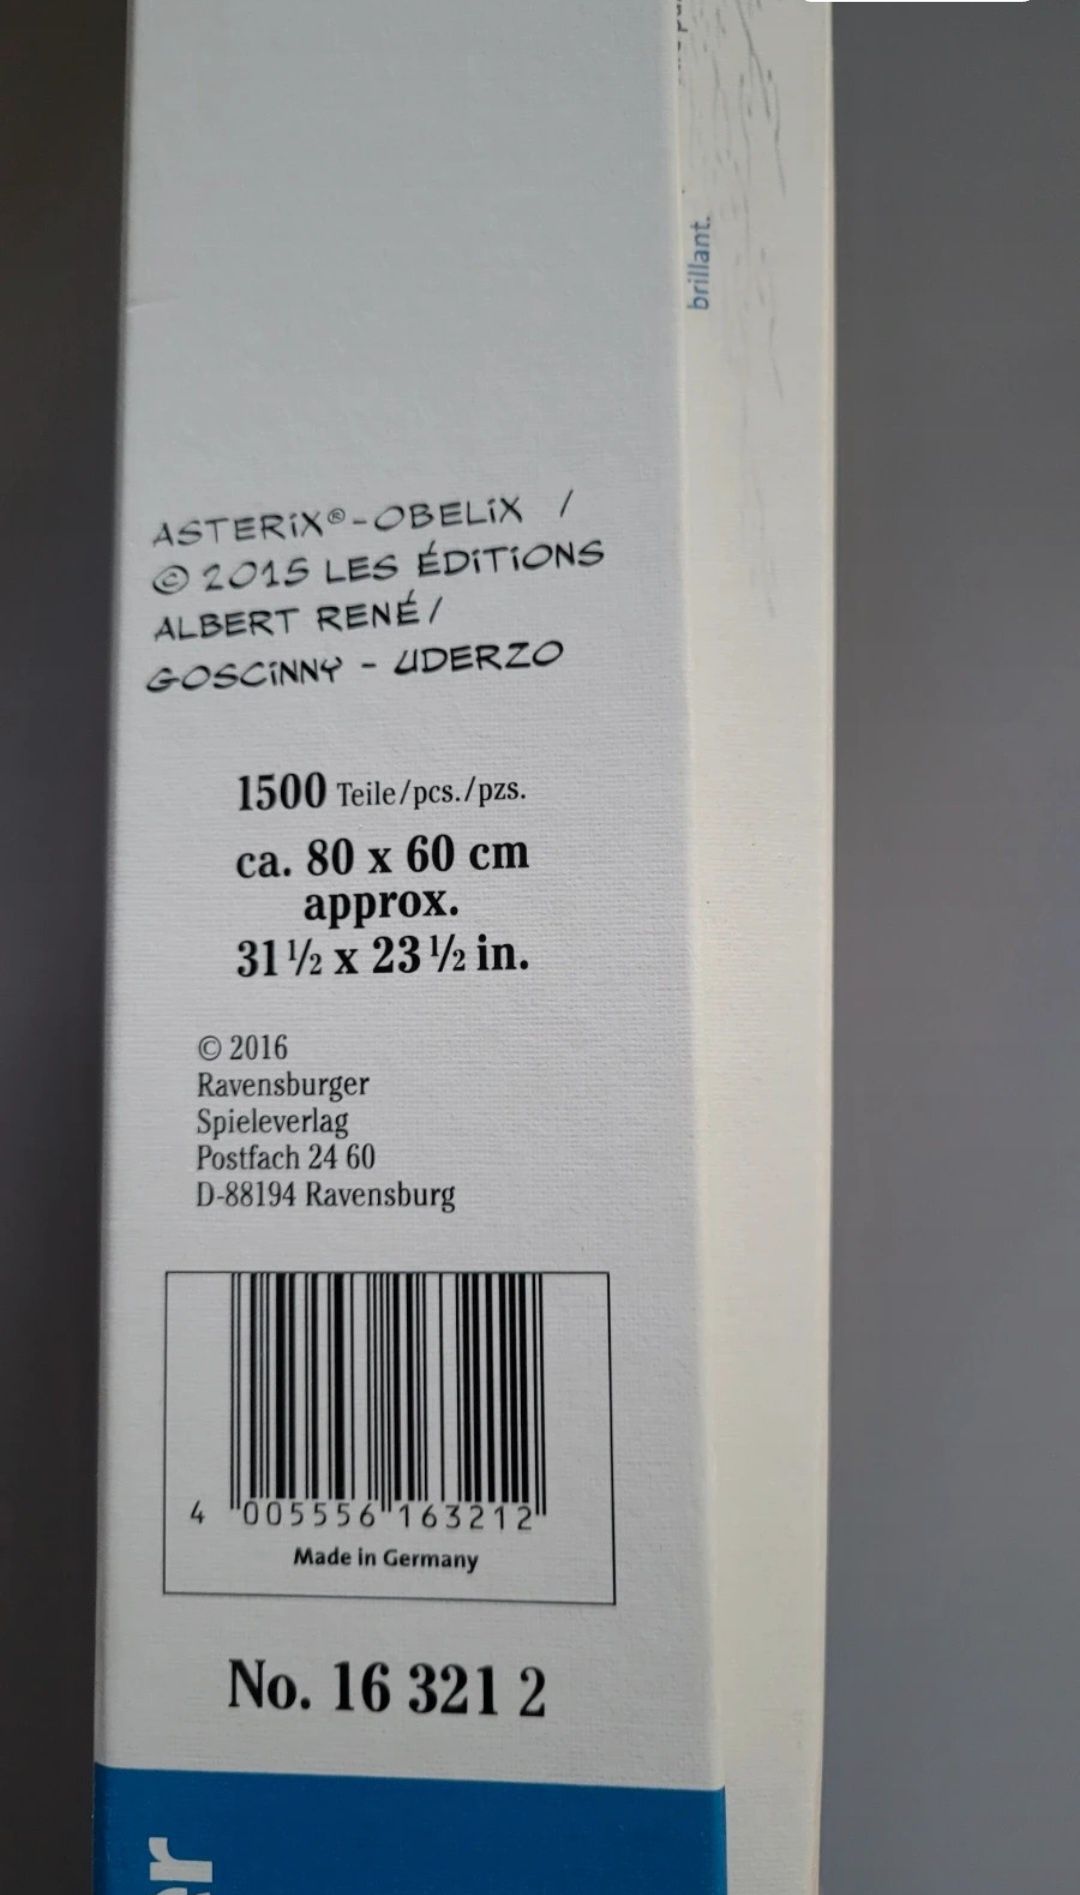 brillant.
ASTERIX®-OBELIX /
© 2015 LES ÉDITIONS
ALBERT RENÉ /
GOSCINNY - UDERZO
1500 Teile/pcs./pzs.
ca. 80 x 60 cm
approx.
31 ½ x 23 ½ in.
© 2016
Ravensburger
Spieleverlag
Postfach 24 60
D-88194 Ravensburg
4 005556 163212
Made in Germany
No. 16 321 2